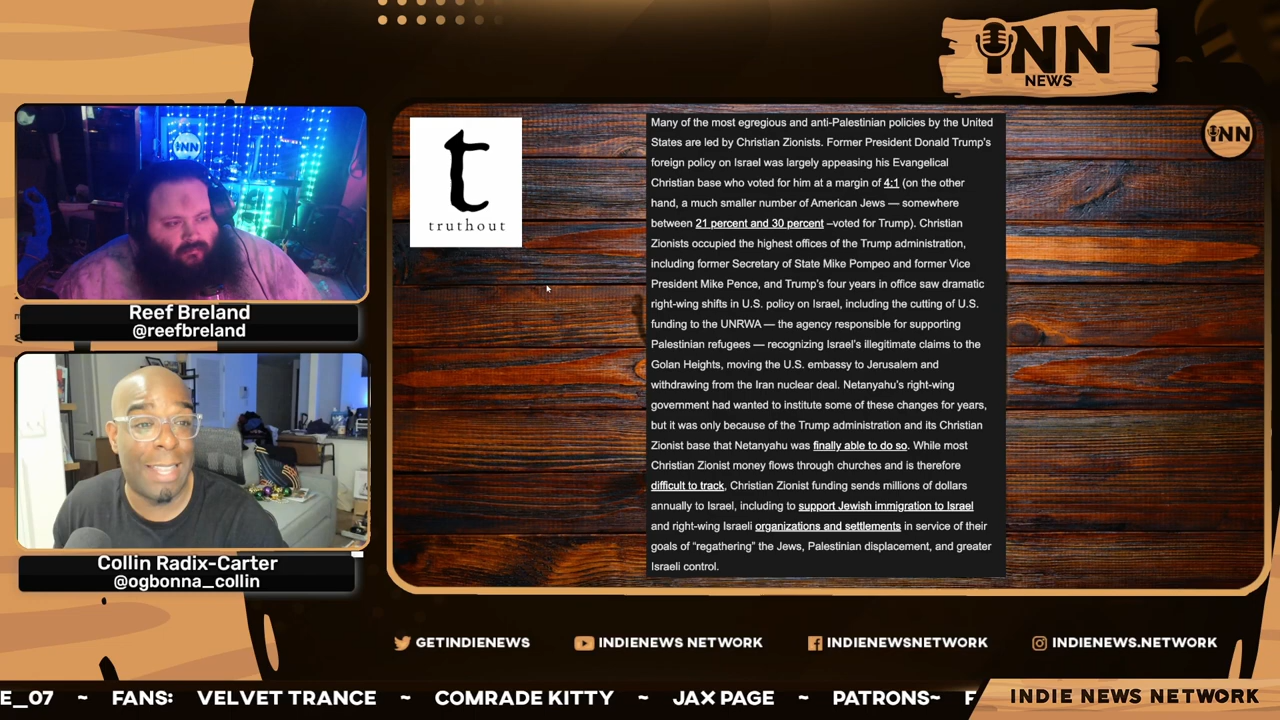 INN
NEWS
INN
INN
t
truthout
Many of the most egregious and anti-Palestinian policies by the United
States are led by Christian Zionists. Former President Donald Trump's
foreign policy on Israel was largely appeasing his Evangelical
Christian base who voted for him at a margin of 4:1 (on the other
hand, a much smaller number of American Jews — somewhere
between 21 percent and 30 percent –voted for Trump). Christian
Zionists occupied the highest offices of the Trump administration,
including former Secretary of State Mike Pompeo and former Vice
President Mike Pence, and Trump's four years in office saw dramatic
right-wing shifts in U.S. policy on Israel, including the cutting of U.S.
funding to the UNRWA — the agency responsible for supporting
Palestinian refugees — recognizing Israel's illegitimate claims to the
Golan Heights, moving the U.S. embassy to Jerusalem and
withdrawing from the Iran nuclear deal. Netanyahu's right-wing
government had wanted to institute some of these changes for years,
but it was only because of the Trump administration and its Christian
Zionist base that Netanyahu was finally able to do so. While most
Christian Zionist money flows through churches and is therefore
difficult to track, Christian Zionist funding sends millions of dollars
annually to Israel, including to support Jewish immigration to Israel
and right-wing Israeli organizations and settlements in service of their
goals of “regathering” the Jews, Palestinian displacement, and greater
Israeli control.
Reef Breland
@reefbreland
Collin Radix-Carter
@ogbonna_collin
GETINDIENEWS
INDIENEWS NETWORK
INDIENEWSNETWORK
INDIENEWS.NETWORK
E_07 ~ FANS: VELVET TRANCE ~ COMRADE KITTY ~ JAX PAGE ~ PATRONS~ F
INDIE NEWS NETWORK